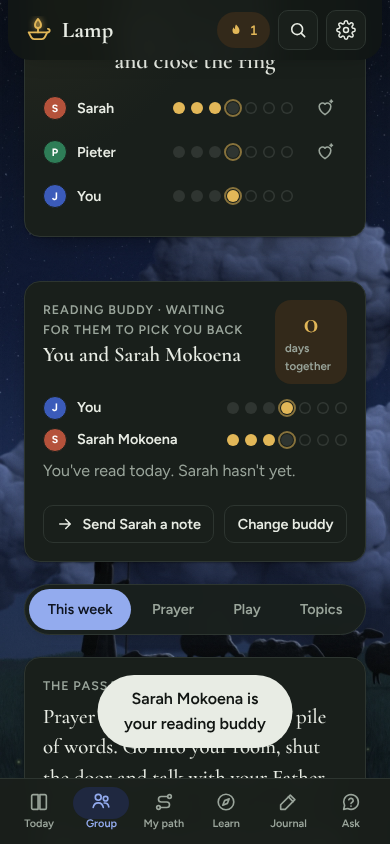 Lamp
1
and close the ring
S Sarah
P Pieter
J You
READING BUDDY · WAITING
FOR THEM TO PICK YOU BACK
You and Sarah Mokoena
0
days
together
J You
S Sarah Mokoena
You've read today. Sarah hasn't yet.
→ Send Sarah a note
Change buddy
This week
Prayer
Play
Topics
THE PASS
Sarah Mokoena is
your reading buddy
Prayer pile
of words. Go into your room, shut
the door and talk with your Father
Today
Group
My path
Learn
Journal
Ask